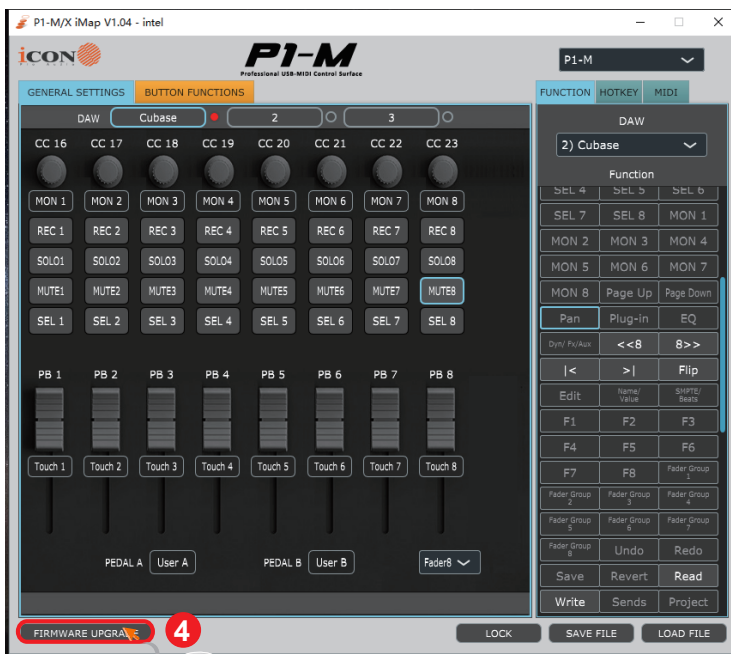 P1-M/X iMap V1.04 - intel
icon
P1-M
Professional USB-MIDI Control Surface
P1-M
GENERAL SETTINGS BUTTON FUNCTIONS
FUNCTION HOTKEY MIDI
DAW Cubase 2 3
DAW
2) Cubase
Function
CC 16 CC 17 CC 18 CC 19 CC 20 CC 21 CC 22 CC 23
MON 1 MON 2 MON 3 MON 4 MON 5 MON 6 MON 7 MON 8
REC 1 REC 2 REC 3 REC 4 REC 5 REC 6 REC 7 REC 8
SOLO1 SOLO2 SOLO3 SOLO4 SOLO5 SOLO6 SOLO7 SOLO8
MUTE1 MUTE2 MUTE3 MUTE4 MUTE5 MUTE6 MUTE7 MUTE8
SEL 1 SEL 2 SEL 3 SEL 4 SEL 5 SEL 6 SEL 7 SEL 8
PB 1 PB 2 PB 3 PB 4 PB 5 PB 6 PB 7 PB 8
Touch 1 Touch 2 Touch 3 Touch 4 Touch 5 Touch 6 Touch 7 Touch 8
PEDAL A User A PEDAL B User B Fader8
SEL 4 SEL 5 SEL 6
SEL 7 SEL 8 MON 1
MON 2 MON 3 MON 4
MON 5 MON 6 MON 7
MON 8 Page Up Page Down
Pan Plug-in EQ
Dyn/ Fx/Aux <<8 8>>
|< >| Flip
Edit Name/ Value SMPTE/ Beats
F1 F2 F3
F4 F5 F6
F7 F8 Fader Group 1
Fader Group 2 Fader Group 3 Fader Group 4
Fader Group 5 Fader Group 6 Fader Group 7
Fader Group 8 Undo Redo
Save Revert Read
Write Sends Project
FIRMWARE UPGRADE 4 LOCK SAVE FILE LOAD FILE